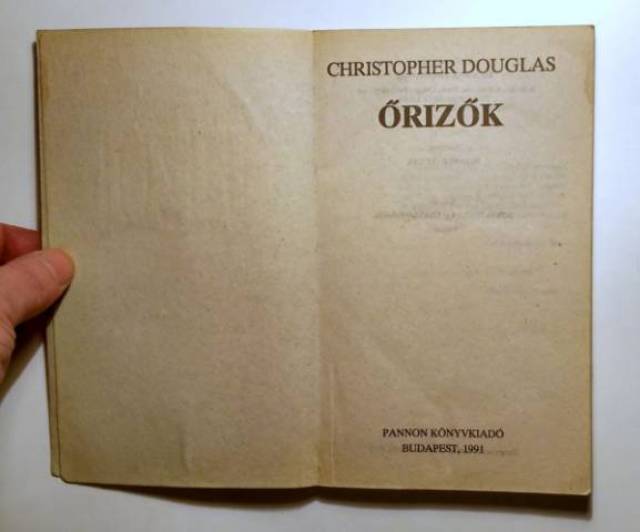 CHRISTOPHER DOUGLAS
ŐRIZŐK
PANNON KÖNYVKIADÓ
BUDAPEST, 1991